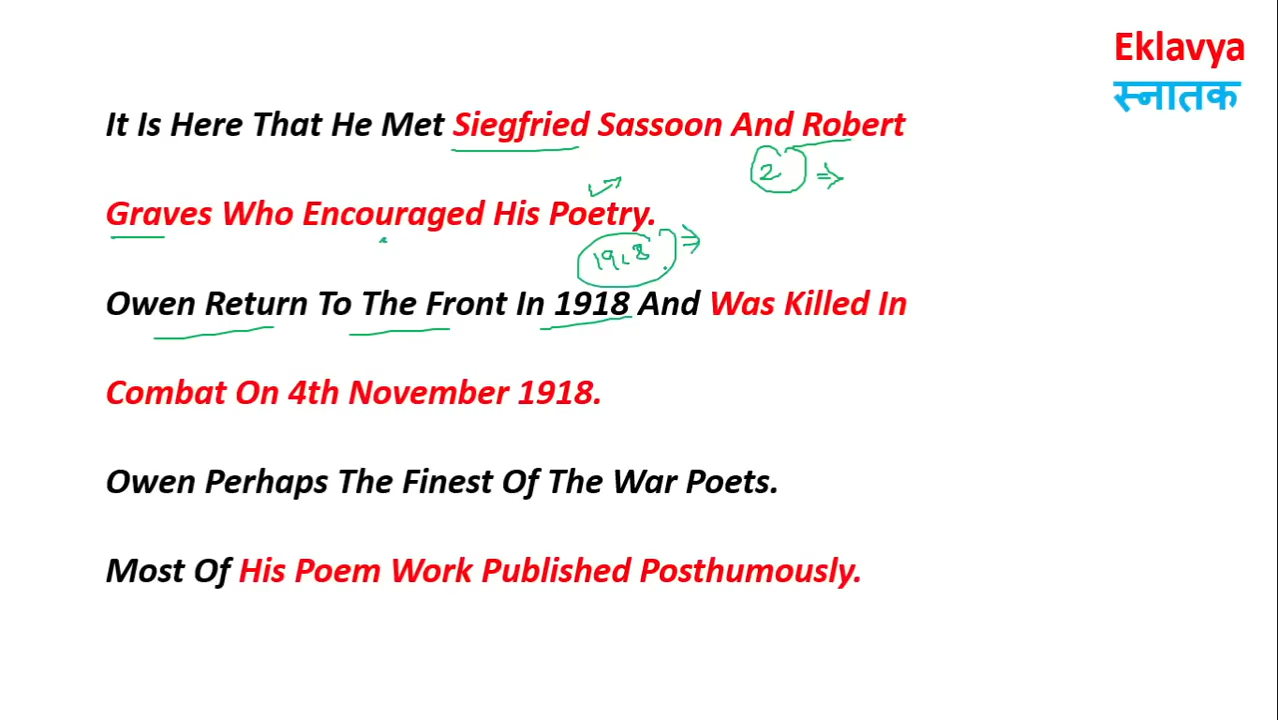 Eklavya
स्नातक
It Is Here That He Met Siegfried Sassoon And Robert
2 ⇒
Graves Who Encouraged His Poetry.
1918 ⇒
Owen Return To The Front In 1918 And Was Killed In
Combat On 4th November 1918.
Owen Perhaps The Finest Of The War Poets.
Most Of His Poem Work Published Posthumously.